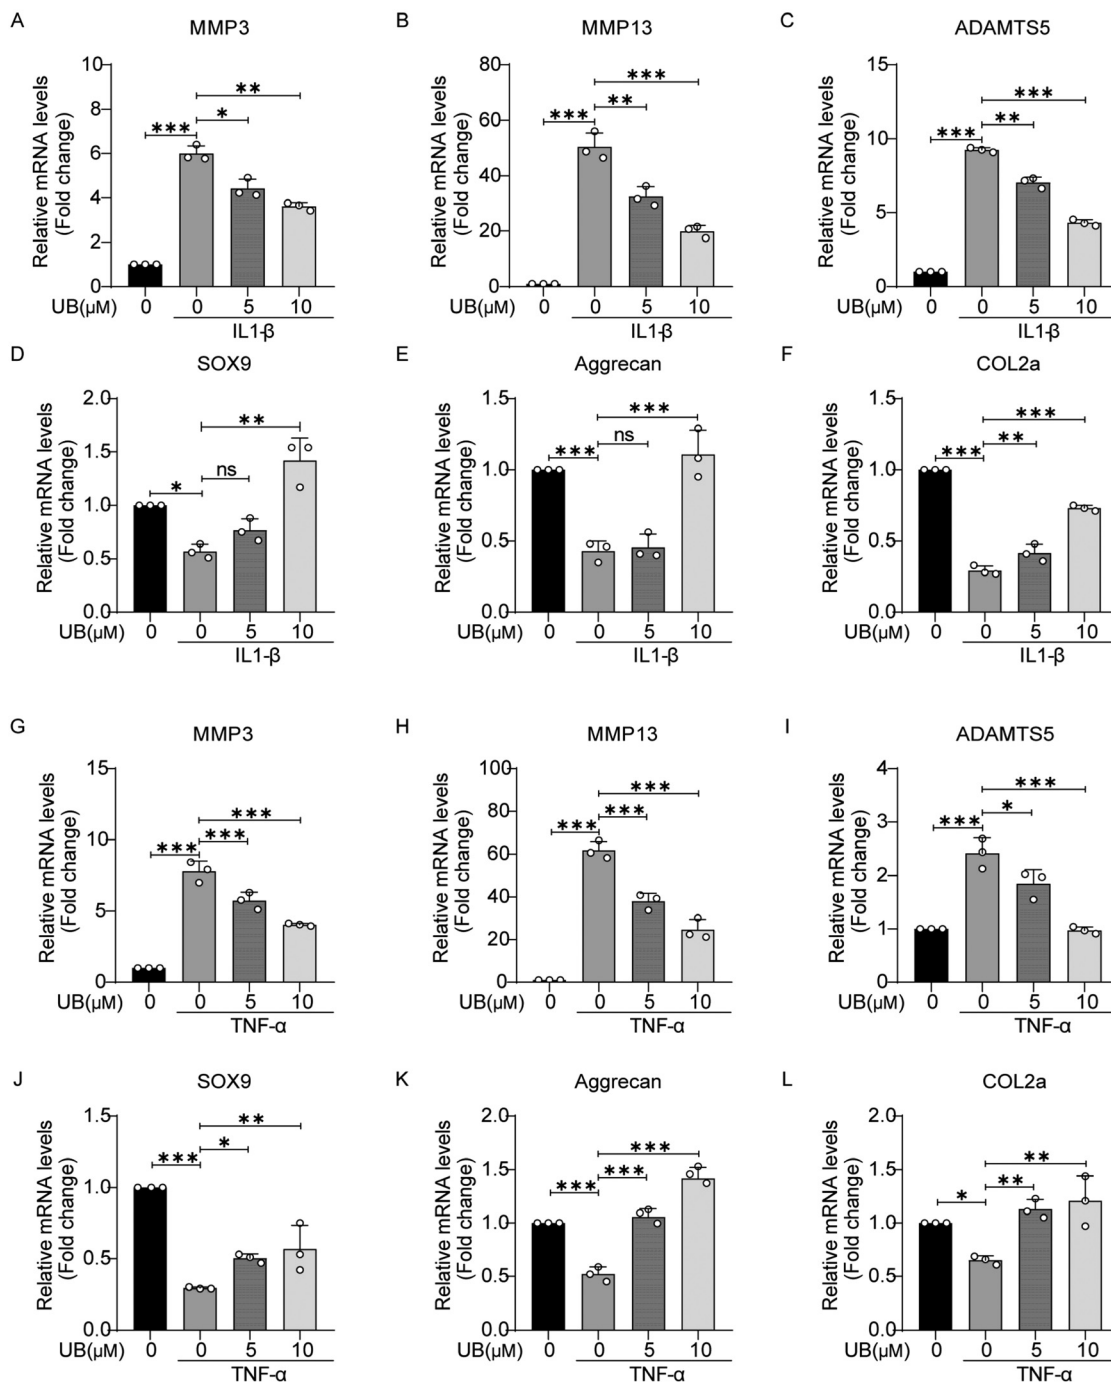 A MMP3
Relative mRNA levels
(Fold change)
10
8
6
4
2
0
*** * **
UB(μM) 0 0 5 10
IL1-β
B MMP13
Relative mRNA levels
(Fold change)
80
60
40
20
0
*** ** ***
UB(μM) 0 0 5 10
IL1-β
C ADAMTS5
Relative mRNA levels
(Fold change)
15
10
5
0
*** ** ***
UB(μM) 0 0 5 10
IL1-β
D SOX9
Relative mRNA levels
(Fold change)
2.0
1.5
1.0
0.5
0.0
* ns **
UB(μM) 0 0 5 10
IL1-β
E Aggrecan
Relative mRNA levels
(Fold change)
1.5
1.0
0.5
0.0
*** ns ***
UB(μM) 0 0 5 10
IL1-β
F COL2a
Relative mRNA levels
(Fold change)
1.5
1.0
0.5
0.0
*** ** ***
UB(μM) 0 0 5 10
IL1-β
G MMP3
Relative mRNA levels
(Fold change)
15
10
5
0
*** *** ***
UB(μM) 0 0 5 10
TNF-α
H MMP13
Relative mRNA levels
(Fold change)
100
80
60
40
20
0
*** *** ***
UB(μM) 0 0 5 10
TNF-α
I ADAMTS5
Relative mRNA levels
(Fold change)
4
3
2
1
0
*** * ***
UB(μM) 0 0 5 10
TNF-α
J SOX9
Relative mRNA levels
(Fold change)
1.5
1.0
0.5
0.0
*** * **
UB(μM) 0 0 5 10
TNF-α
K Aggrecan
Relative mRNA levels
(Fold change)
2.0
1.5
1.0
0.5
0.0
*** *** ***
UB(μM) 0 0 5 10
TNF-α
L COL2a
Relative mRNA levels
(Fold change)
2.0
1.5
1.0
0.5
0.0
* ** **
UB(μM) 0 0 5 10
TNF-α